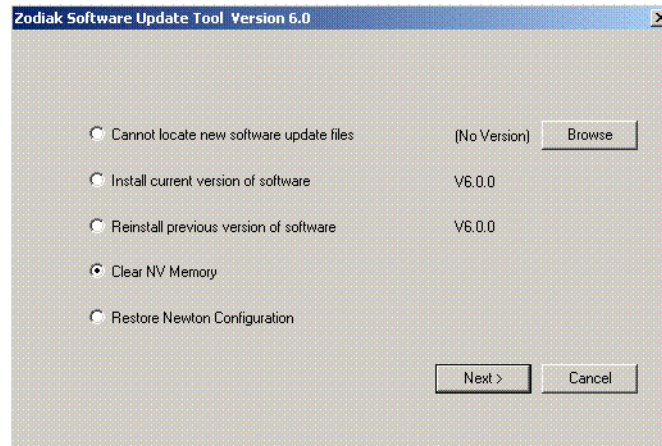 Zodiak Software Update Tool Version 6.0
Cannot locate new software update files (No Version) Browse
Install current version of software V6.0.0
Reinstall previous version of software V6.0.0
Clear NV Memory
Restore Newton Configuration
Next > Cancel